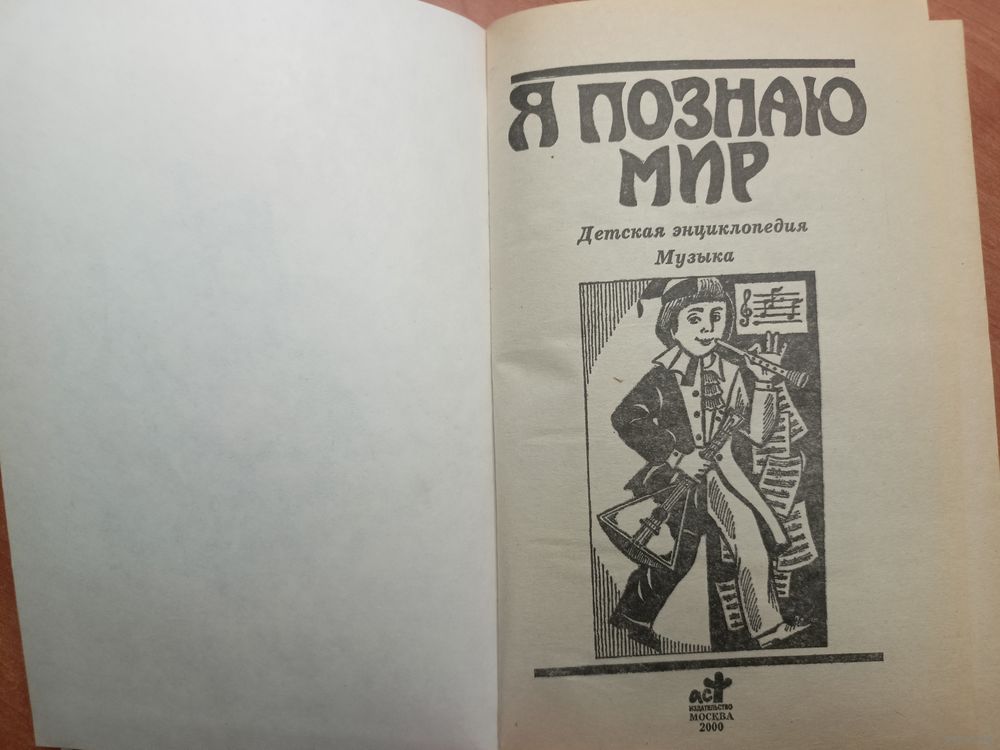 Я ПОЗНАЮ
МИР
Детская энциклопедия
Музыка
аст
ИЗДАТЕЛЬСТВО
МОСКВА
2000